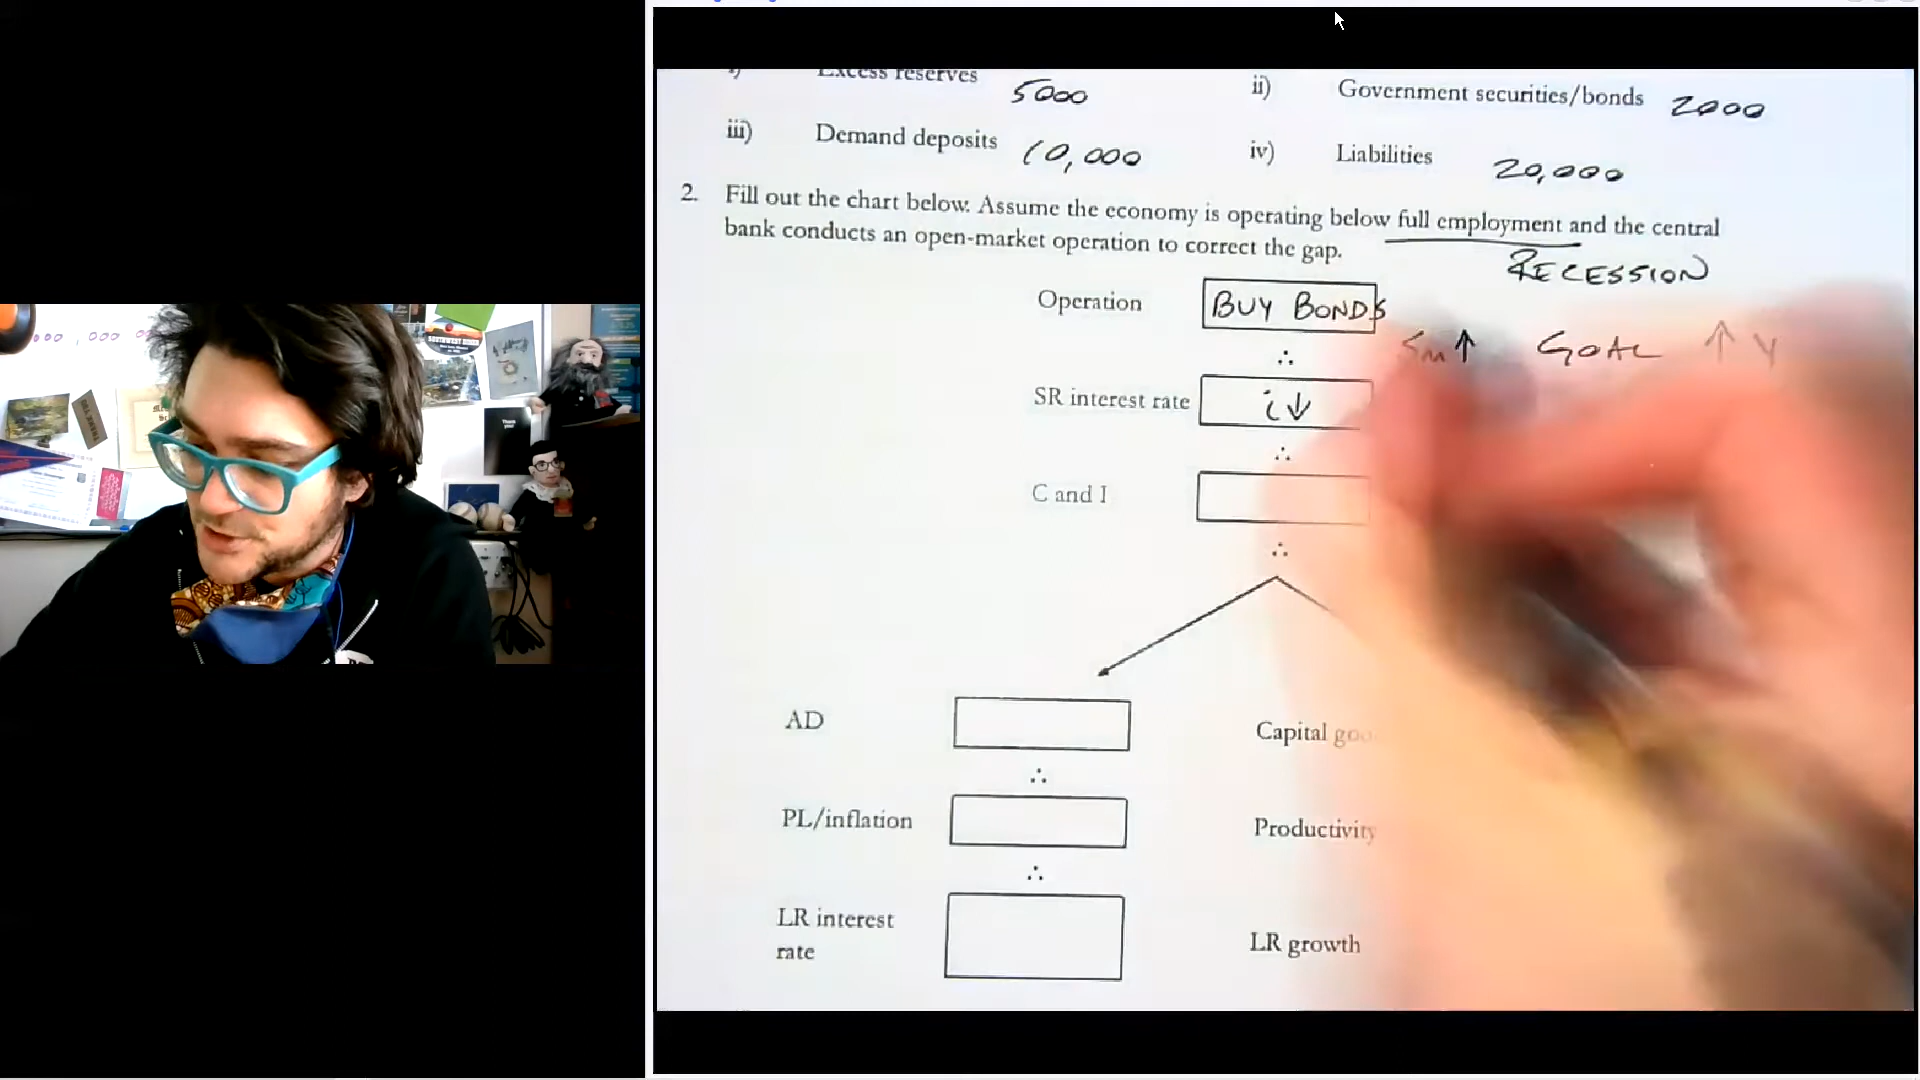 Excess reserves 5000 ii) Government securities/bonds 2000
iii) Demand deposits 10,000 iv) Liabilities 20,000
2. Fill out the chart below. Assume the economy is operating below full employment and the central
bank conducts an open-market operation to correct the gap.
RECESSION
Operation BUY BONDS
∴ Sm↑ GOAL ↑ Y
SR interest rate i↓
∴
C and I
∴
AD Capital
∴
PL/inflation Productivity
∴
LR interest
rate
LR growth
SOUTHWEST
Thank
you!